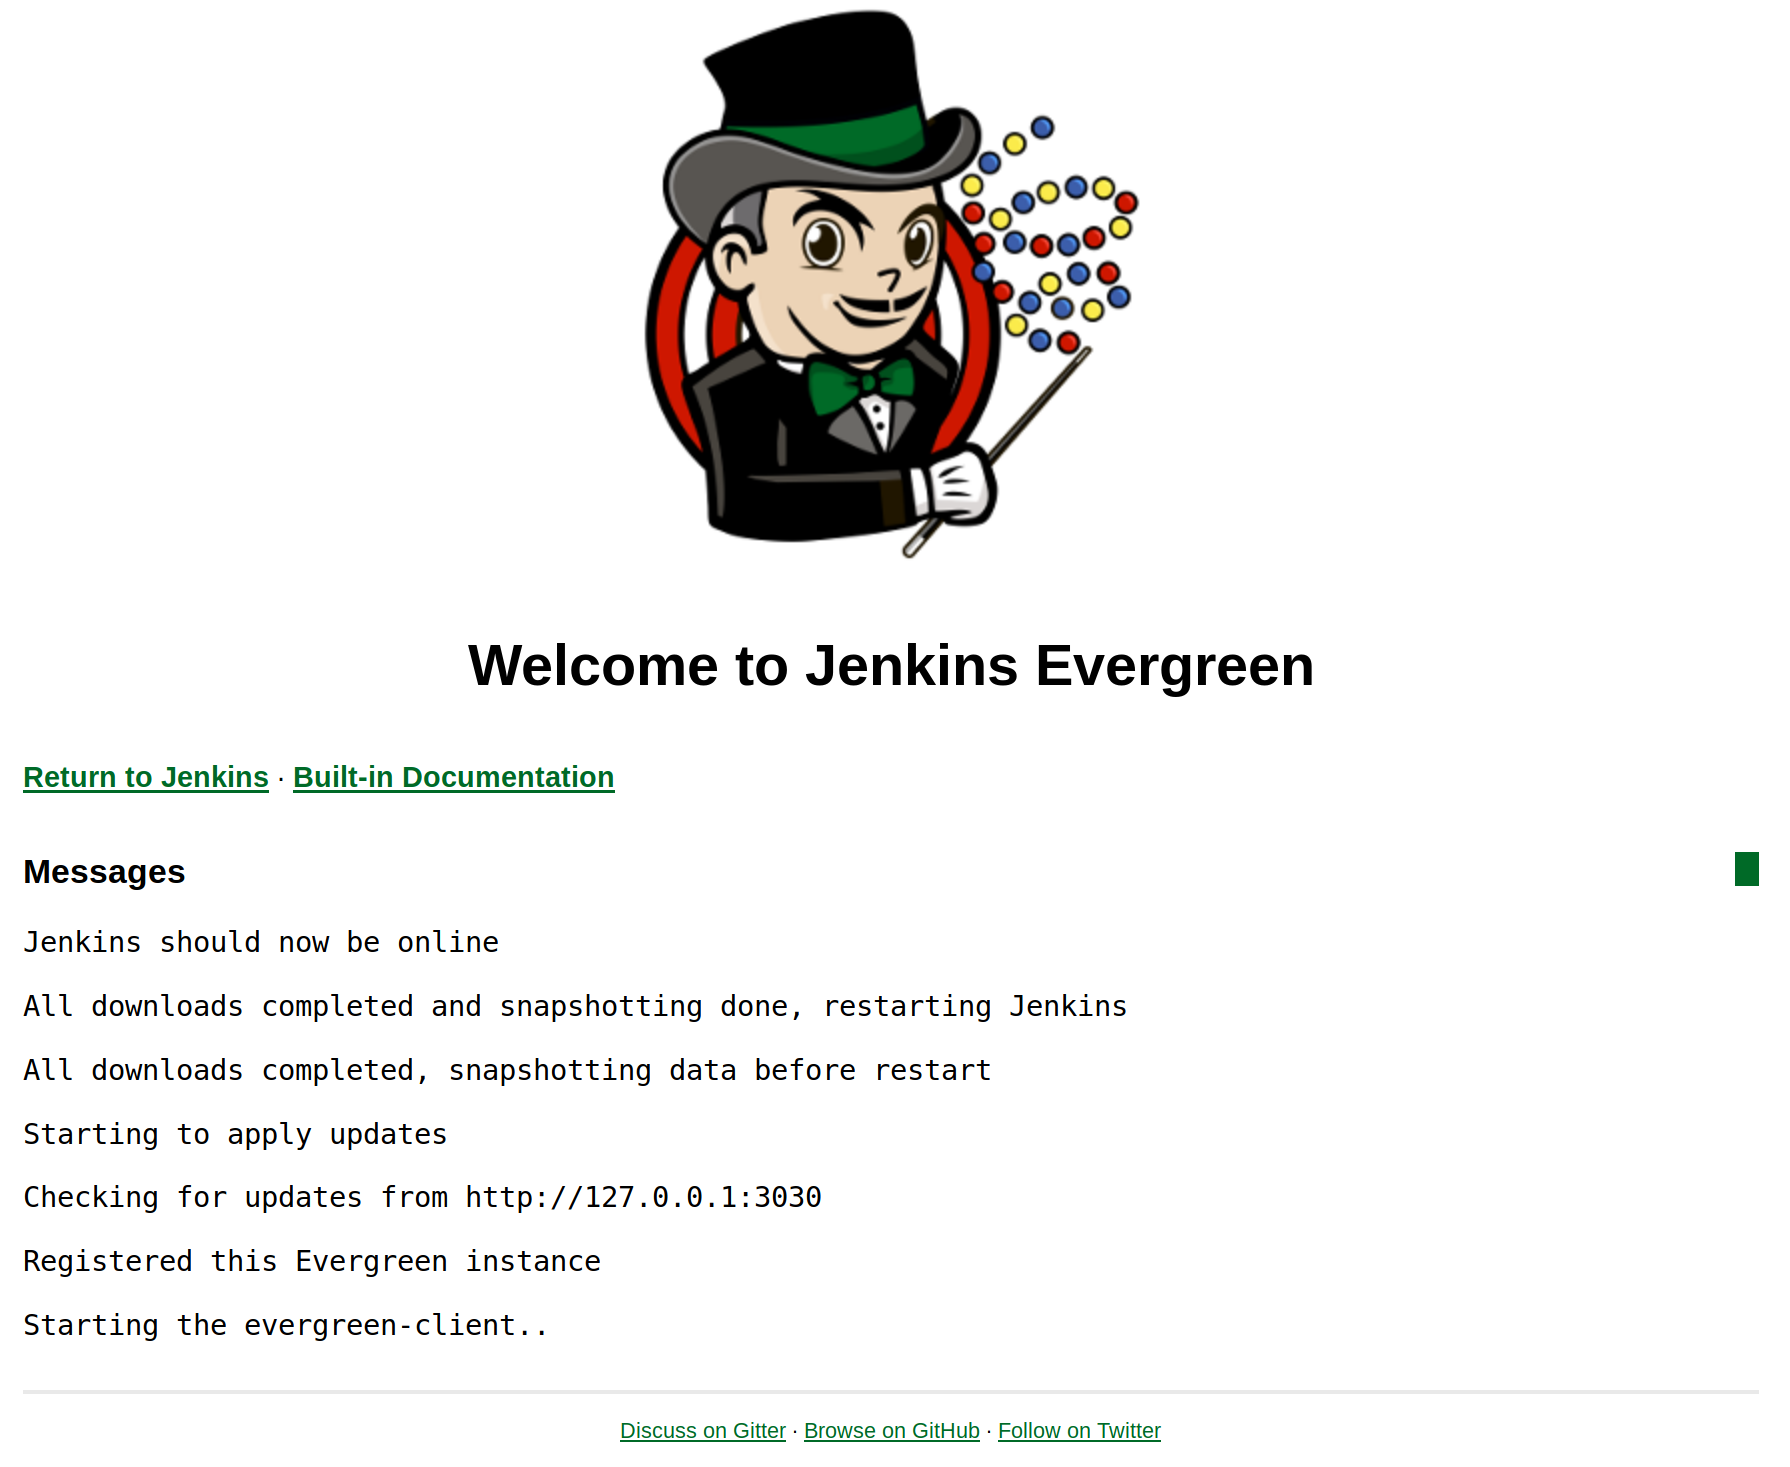 Welcome to Jenkins Evergreen
Return to Jenkins · Built-in Documentation
Messages
Jenkins should now be online
All downloads completed and snapshotting done, restarting Jenkins
All downloads completed, snapshotting data before restart
Starting to apply updates
Checking for updates from http://127.0.0.1:3030
Registered this Evergreen instance
Starting the evergreen-client..
Discuss on Gitter · Browse on GitHub · Follow on Twitter